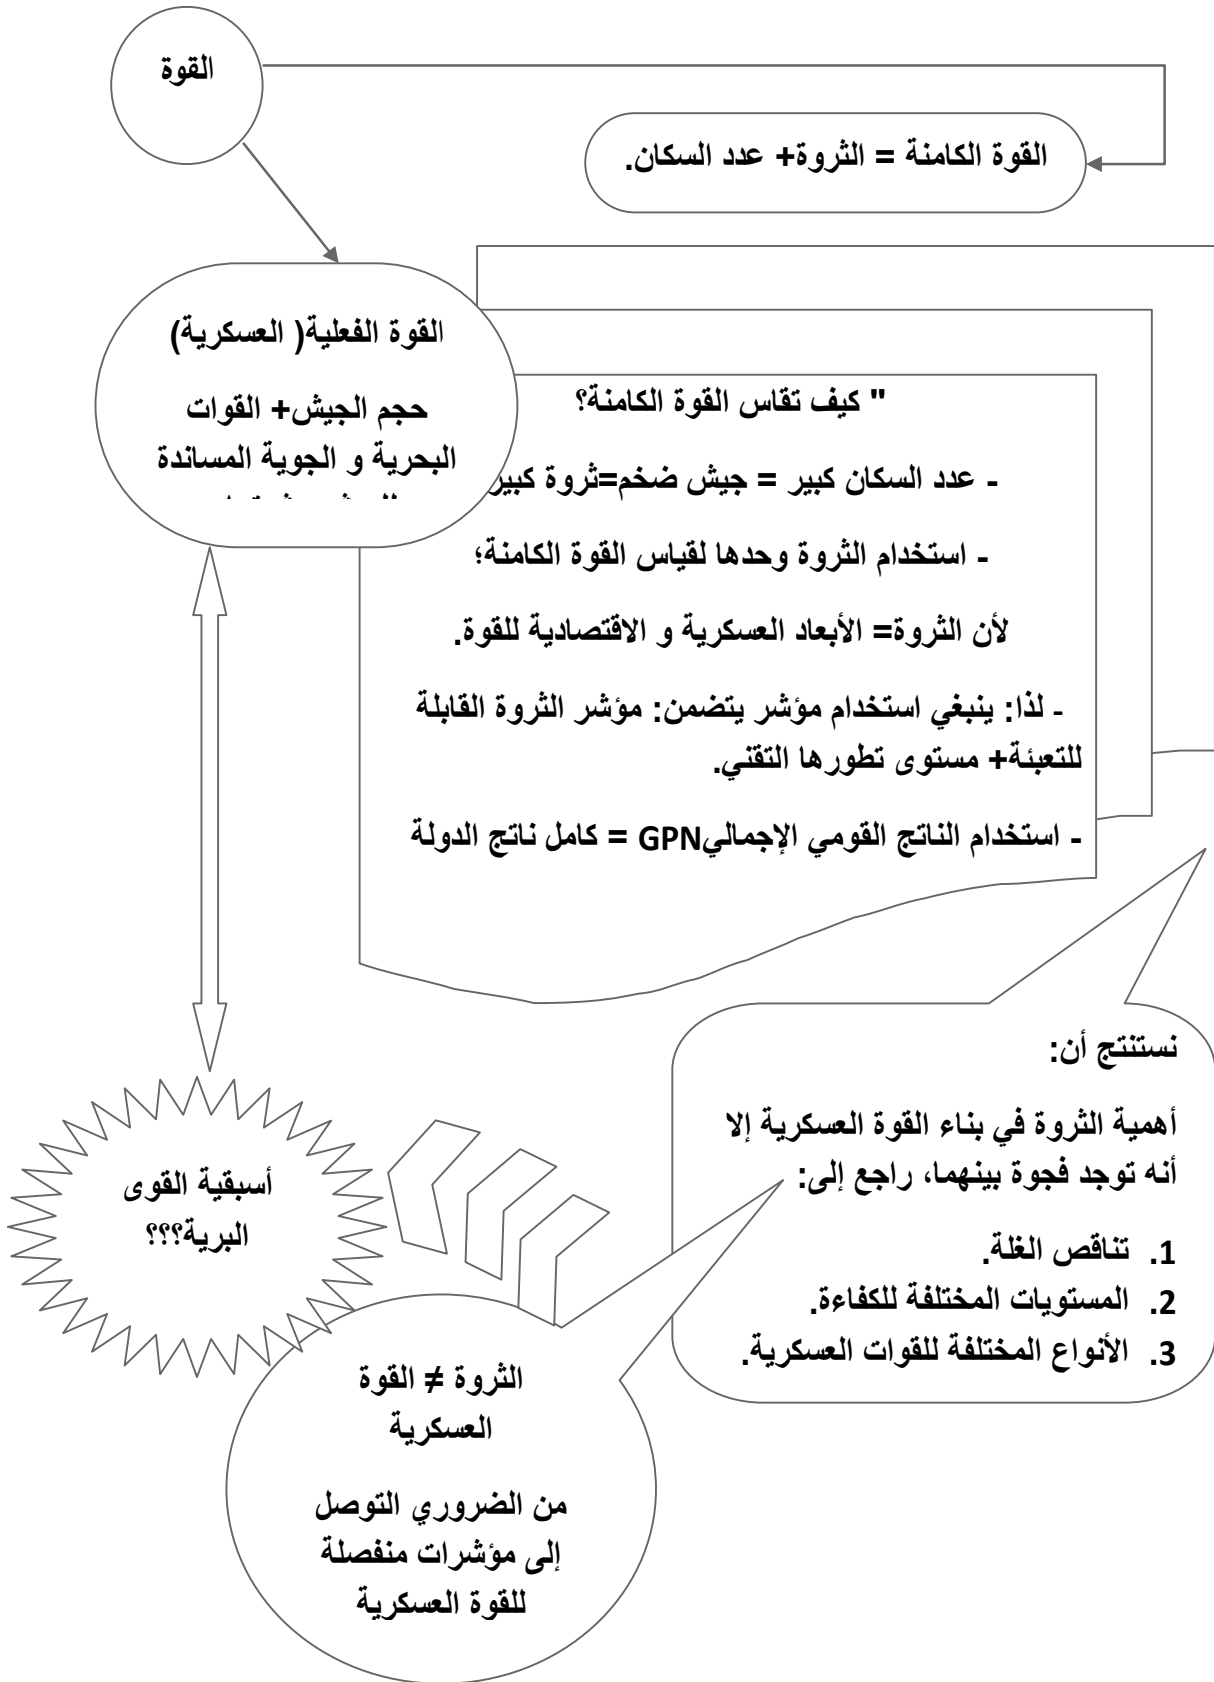 القوة
القوة الكامنة = الثروة+ عدد السكان.
القوة الفعلية( العسكرية)
حجم الجيش+ القوات
البحرية و الجوية المساندة
" كيف تقاس القوة الكامنة؟
- عدد السكان كبير = جيش ضخم=ثروة كبير
- استخدام الثروة وحدها لقياس القوة الكامنة؛
لأن الثروة= الأبعاد العسكرية و الاقتصادية للقوة.
- لذا: ينبغي استخدام مؤشر يتضمن: مؤشر الثروة القابلة
للتعبئة+ مستوى تطورها التقني.
- استخدام الناتج القومي الإجماليGPN = كامل ناتج الدولة
نستنتج أن:
أهمية الثروة في بناء القوة العسكرية إلا
أنه توجد فجوة بينهما، راجع إلى:
1. تناقص الغلة.
2. المستويات المختلفة للكفاءة.
3. الأنواع المختلفة للقوات العسكرية.
أسبقية القوى
البرية؟؟؟
الثروة ≠ القوة
العسكرية
من الضروري التوصل
إلى مؤشرات منفصلة
للقوة العسكرية